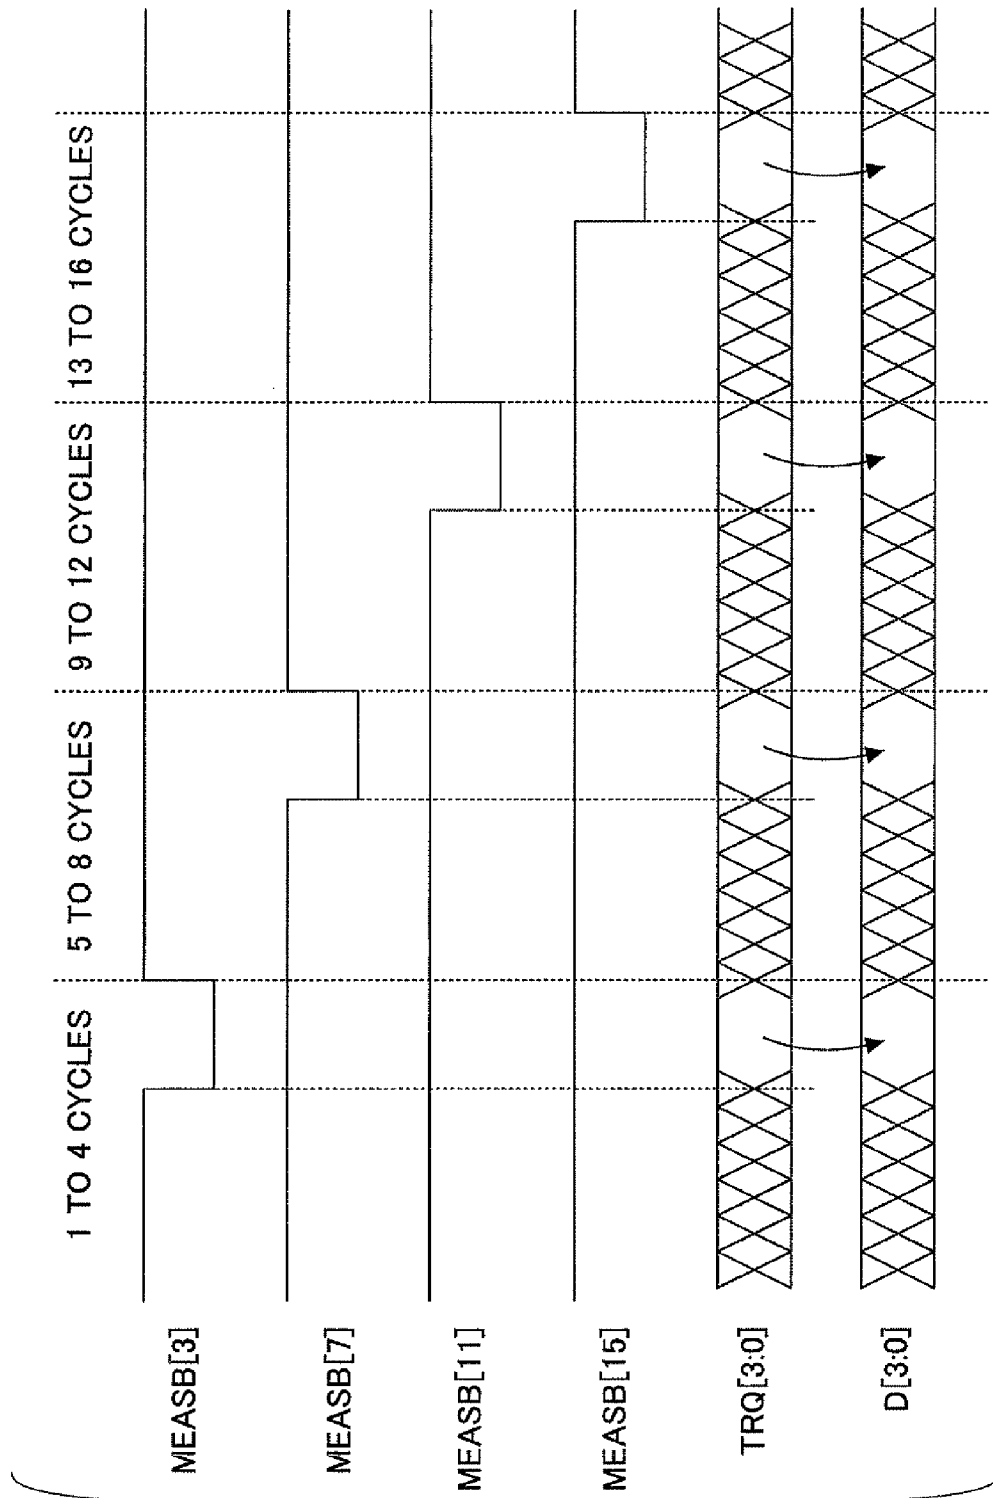 1 TO 4 CYCLES
5 TO 8 CYCLES
9 TO 12 CYCLES
13 TO 16 CYCLES
MEASB[3]
MEASB[7]
MEASB[11]
MEASB[15]
TRQ[3:0]
D[3:0]